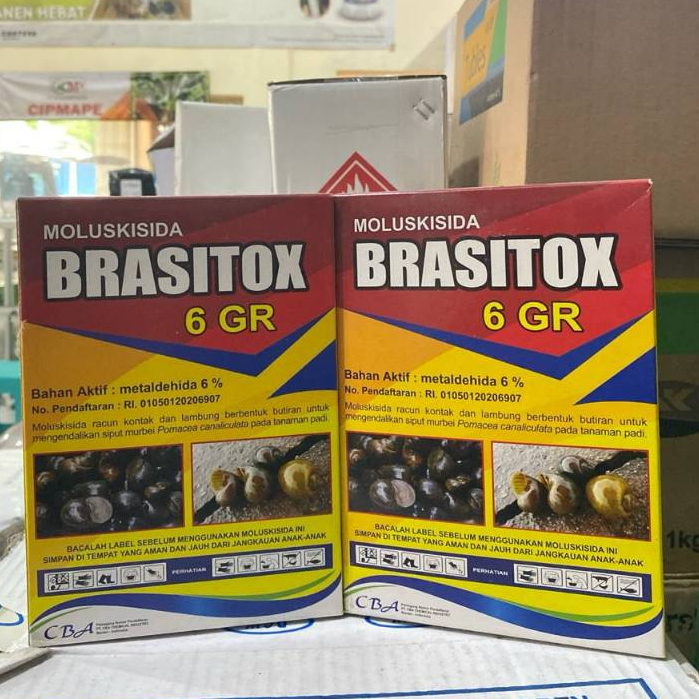 ANEN HEBAT
CIPMAPE
Tables
MOLUSKISIDA
BRASITOX
6 GR
Bahan Aktif : metaldehida 6 %
No. Pendaftaran : RI. 01050120206907
Moluskisida racun kontak dan lambung berbentuk butiran untuk
mengendalikan siput murbei Pomacea canaliculata pada tanaman padi.
BACALAH LABEL SEBELUM MENGGUNAKAN MOLUSKISIDA INI
SIMPAN DI TEMPAT YANG AMAN DAN JAUH DARI JANGKAUAN ANAK-ANAK
PERHATIAN
CBA
MOLUSKISIDA
BRASITOX
6 GR
Bahan Aktif : metaldehida 6 %
No. Pendaftaran : RI. 01050120206907
Moluskisida racun kontak dan lambung berbentuk butiran untuk
mengendalikan siput murbei Pomacea canaliculata pada tanaman padi.
BACALAH LABEL SEBELUM MENGGUNAKAN MOLUSKISIDA INI
SIMPAN DI TEMPAT YANG AMAN DAN JAUH DARI JANGKAUAN ANAK-ANAK
PERHATIAN
CBA
1kg